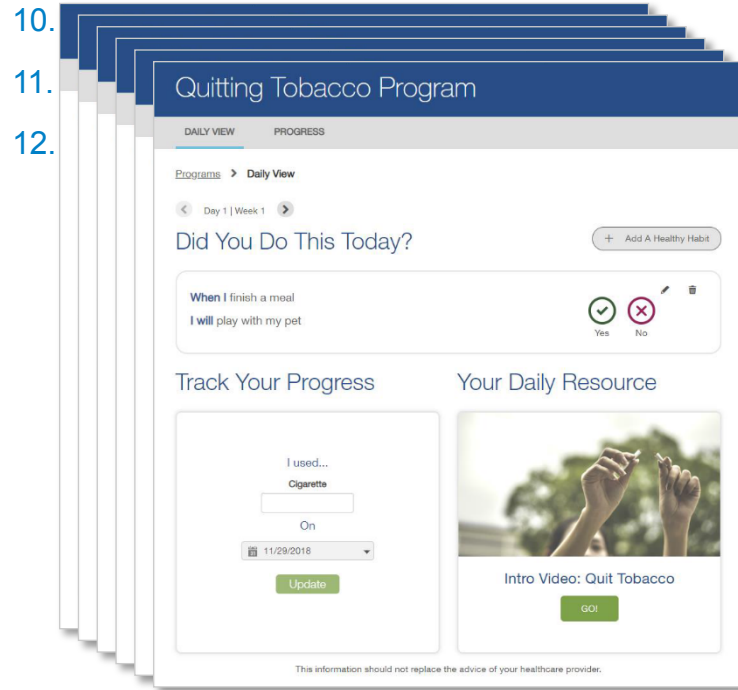 10.
11.
12.
Quitting Tobacco Program
DAILY VIEW PROGRESS
Programs > Daily View
Day 1 | Week 1
Did You Do This Today?
+ Add A Healthy Habit
When I finish a meal
I will play with my pet
Yes No
Track Your Progress
I used...
Cigarette
On
11/29/2018
Update
Your Daily Resource
Intro Video: Quit Tobacco
GO!
This information should not replace the advice of your healthcare provider.